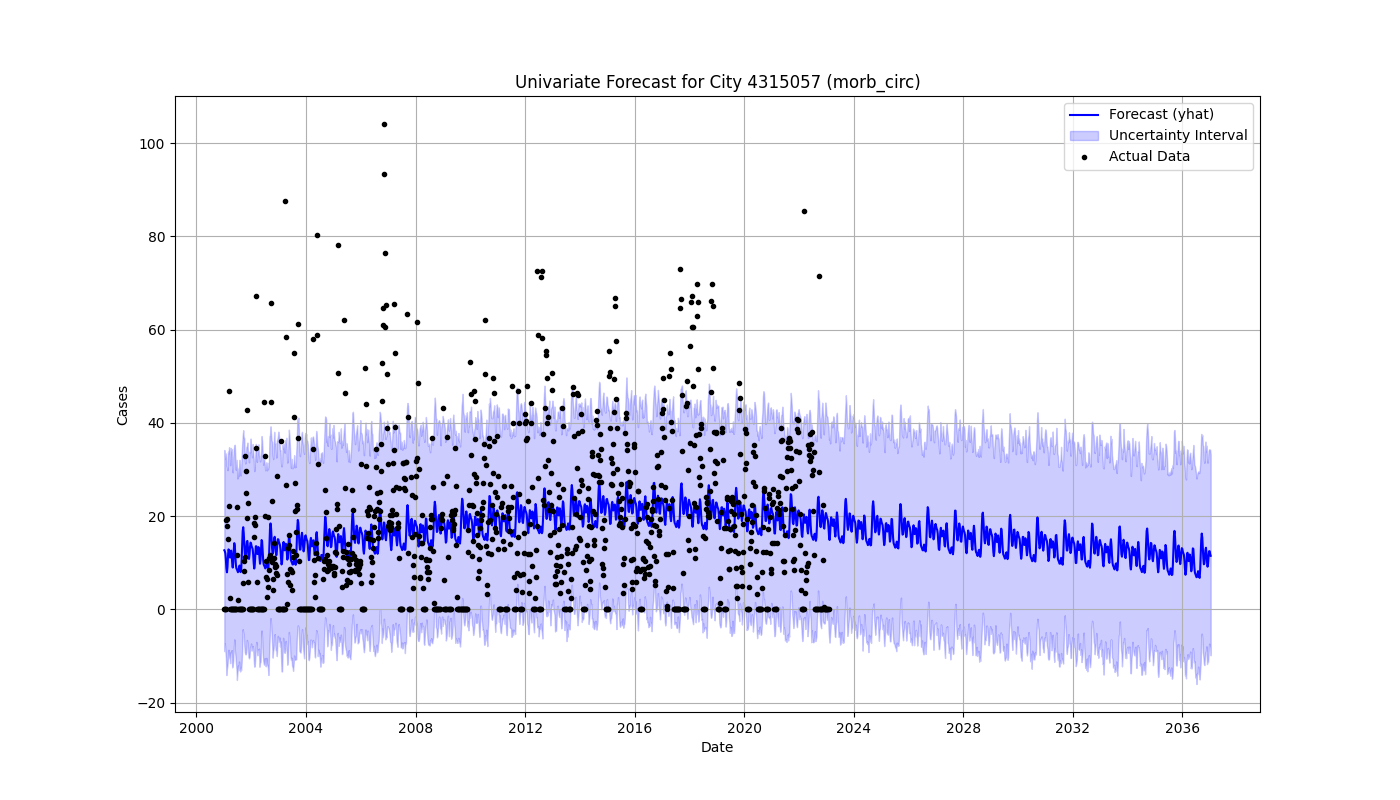 Univariate Forecast for City 4315057 (morb_circ)
Forecast (yhat)
Uncertainty Interval
Actual Data
Cases
100
80
60
40
20
0
−20
2000 2004 2008 2012 2016 2020 2024 2028 2032 2036
Date